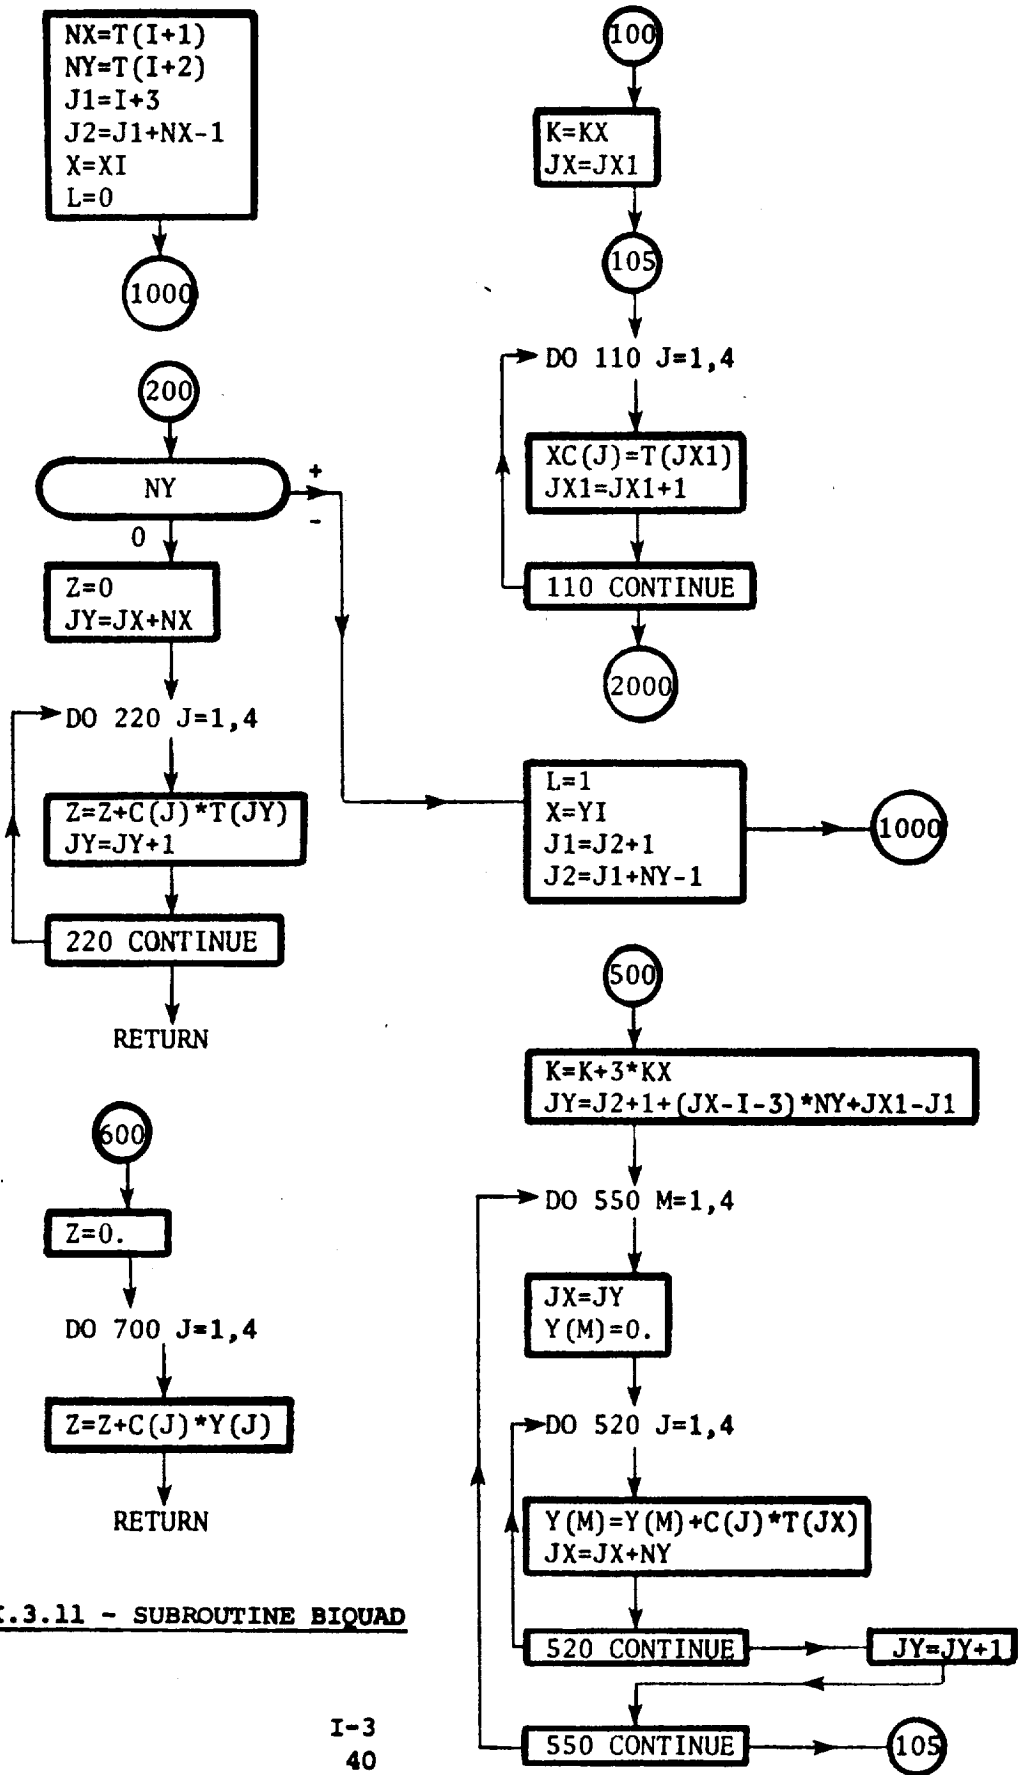 NX=T(I+1)
NY=T(I+2)
J1=I+3
J2=J1+NX-1
X=XI
L=0
1000
200
NY
+
-
0
Z=0
JY=JX+NX
DO 220 J=1,4
Z=Z+C(J)*T(JY)
JY=JY+1
220 CONTINUE
RETURN
600
Z=0.
DO 700 J=1,4
Z=Z+C(J)*Y(J)
RETURN
100
K=KX
JX=JX1
105
DO 110 J=1,4
XC(J)=T(JX1)
JX1=JX1+1
110 CONTINUE
2000
L=1
X=YI
J1=J2+1
J2=J1+NY-1
1000
500
K=K+3*KX
JY=J2+1+(JX-I-3)*NY+JX1-J1
DO 550 M=1,4
JX=JY
Y(M)=0.
DO 520 J=1,4
Y(M)=Y(M)+C(J)*T(JX)
JX=JX+NY
520 CONTINUE
JY=JY+1
550 CONTINUE
105
I.3.11 - SUBROUTINE BIQUAD
I-3
40